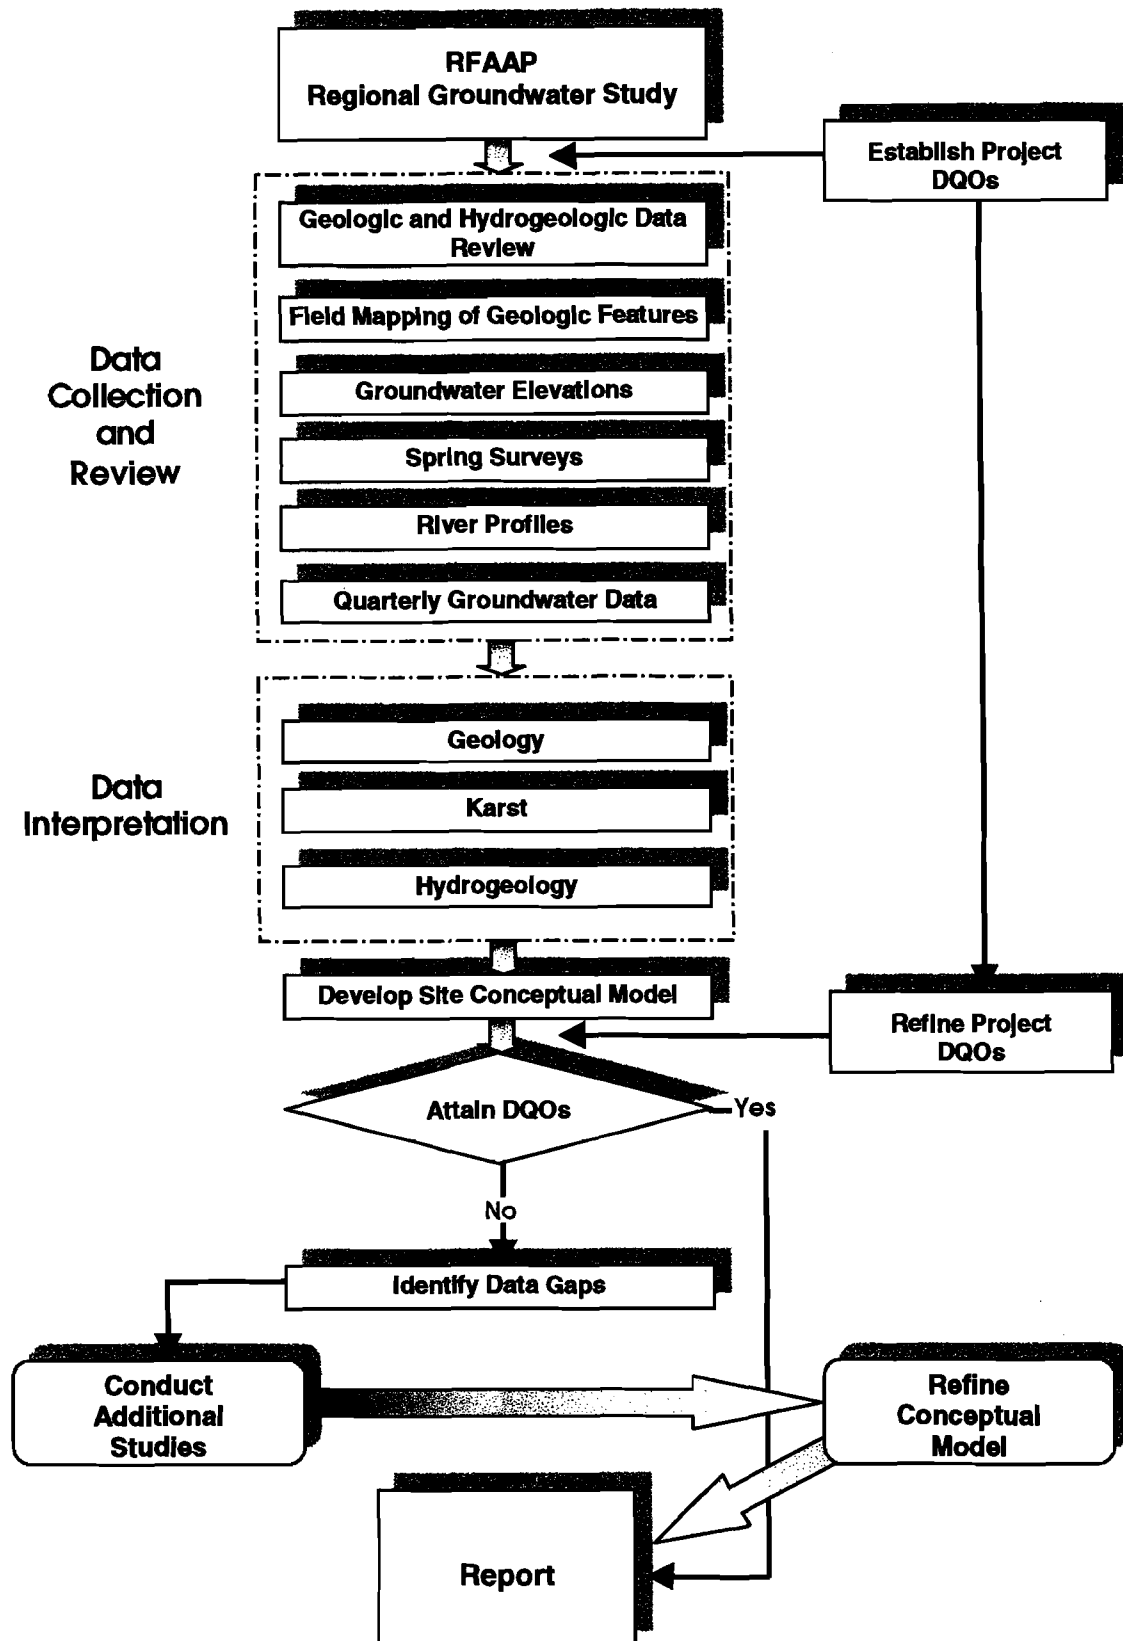 RFAAP
Regional Groundwater Study
Establish Project
DQOs
Geologic and Hydrogeologic Data
Review
Field Mapping of Geologic Features
Groundwater Elevations
Spring Surveys
River Profiles
Quarterly Groundwater Data
Data
Collection
and
Review
Geology
Karst
Hydrogeology
Data
Interpretation
Develop Site Conceptual Model
Refine Project
DQOs
Attain DQOs
Yes
No
Identify Data Gaps
Conduct
Additional
Studies
Refine
Conceptual
Model
Report